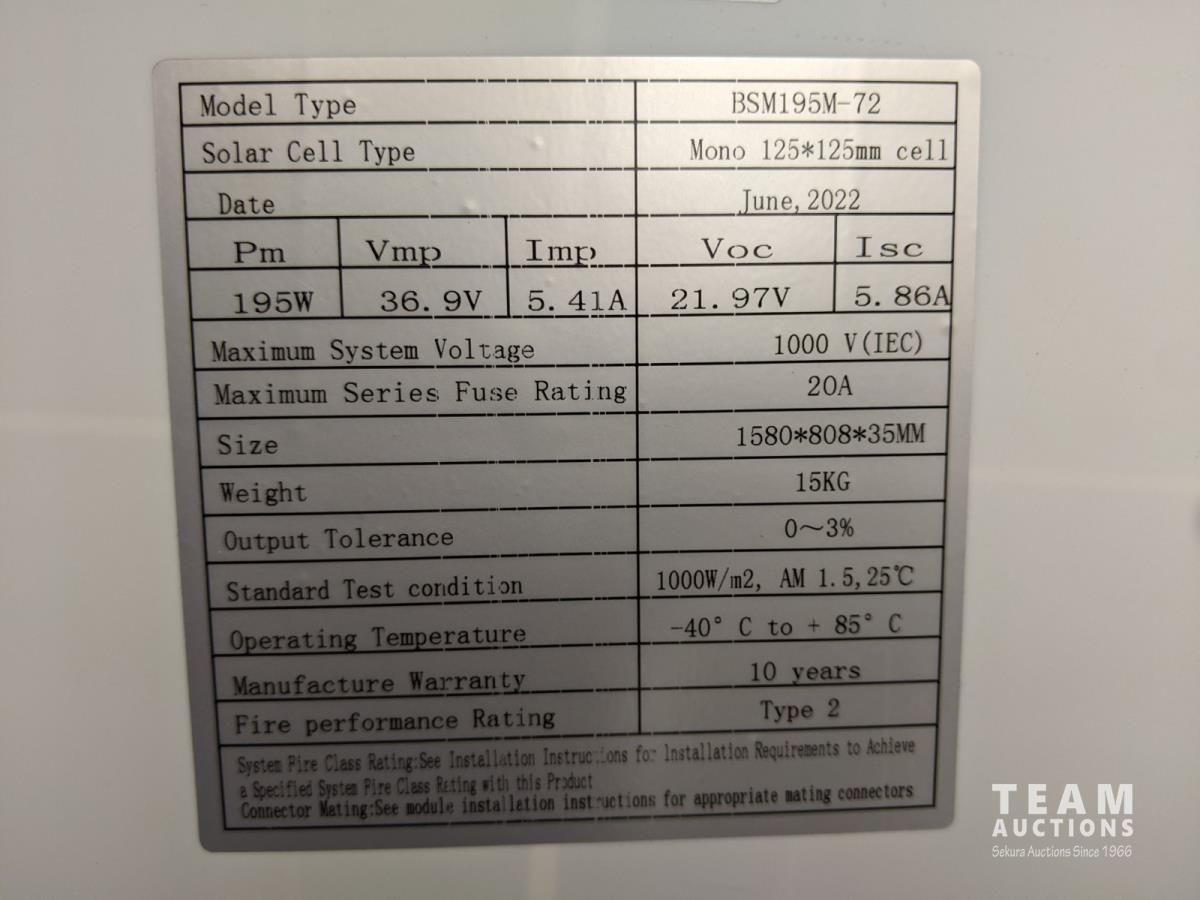 Model Type BSM195M-72
Solar Cell Type Mono 125*125mm cell
Date June,2022
Pm Vmp Imp Voc Isc
195W 36.9V 5.41A 21.97V 5.86A
Maximum System Voltage 1000 V(IEC)
Maximum Series Fuse Rating 20A
Size 1580*808*35MM
Weight 15KG
Output Tolerance 0～3%
Standard Test condition 1000W/m2, AM 1.5,25℃
Operating Temperature -40° C to + 85° C
Manufacture Warranty 10 years
Fire performance Rating Type 2
System Fire Class Rating:See Installation Instructions for Installation Requirements to Achieve
a Specified System Fire Class Rating with this Product
Connector Mating:See module installation instructions for appropriate mating connectors
TEAM
AUCTIONS
Sekura Auctions Since 1966